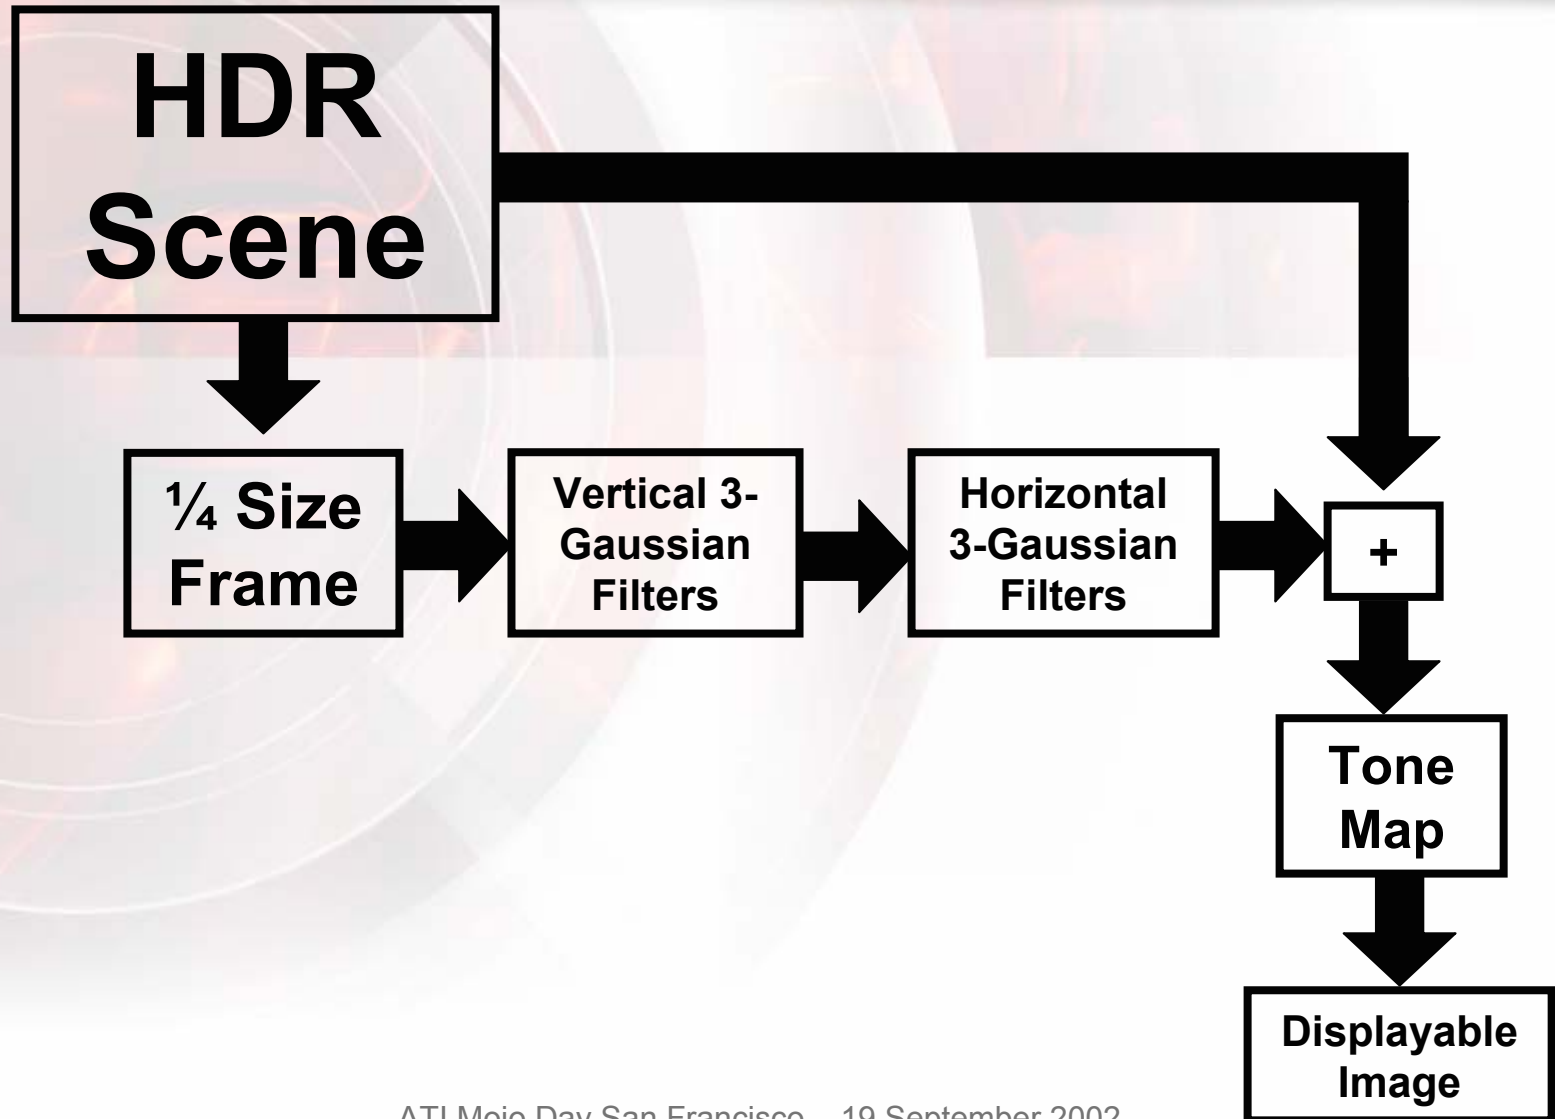 HDR
Scene
¼ Size
Frame
Vertical 3-
Gaussian
Filters
Horizontal
3-Gaussian
Filters
+
Tone
Map
Displayable
Image
ATI Mojo Day San Francisco – 19 September 2002